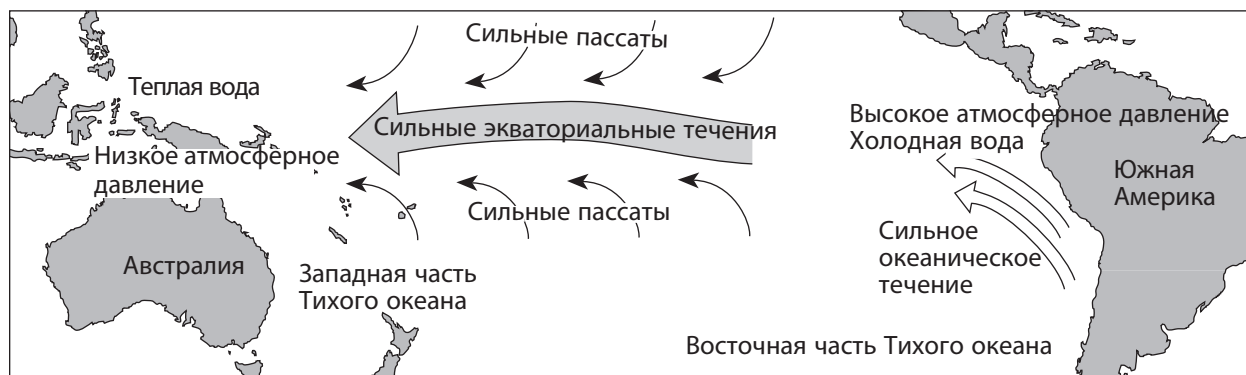 Сильные пассаты
Теплая вода
Сильные экваториальные течения
Высокое атмосферное давление
Холодная вода
Низкое атмосферное
давление
Южная
Америка
Сильные пассаты
Сильное
океаническое
течение
Австралия
Западная часть
Тихого океана
Восточная часть Тихого океана